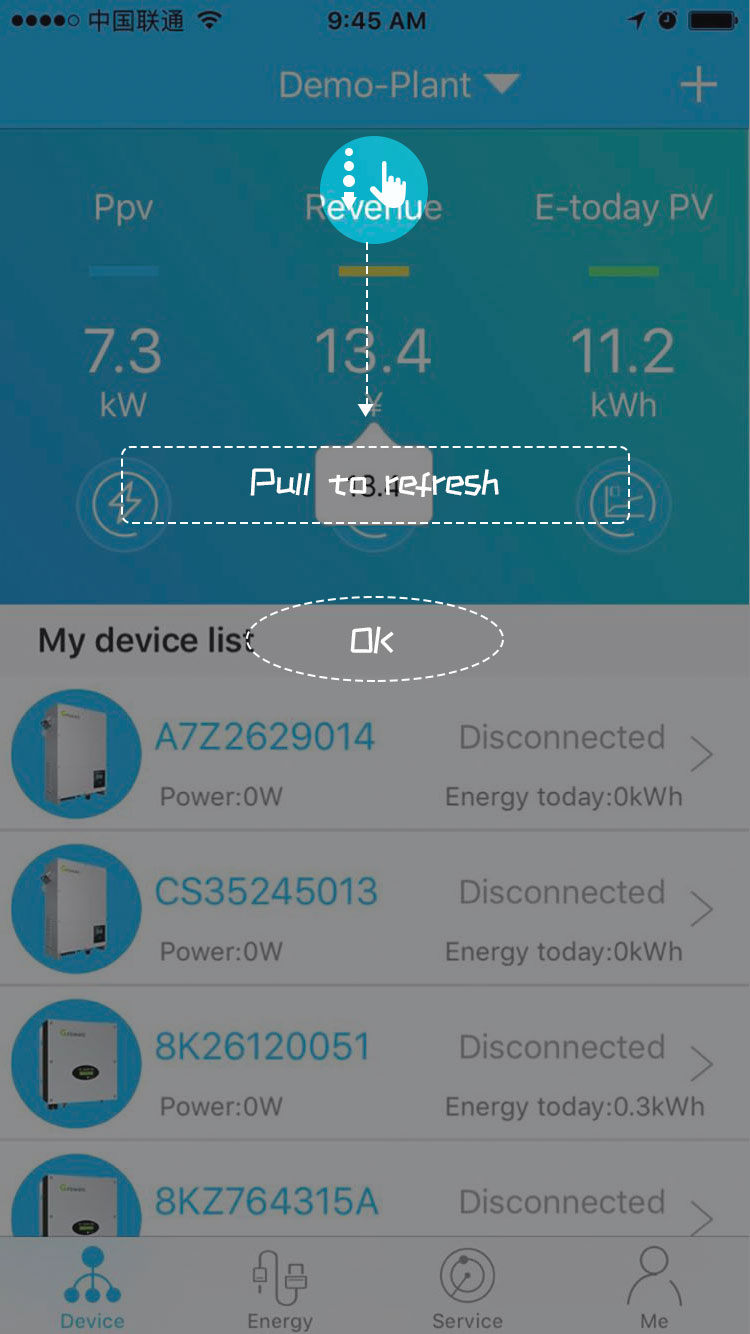 中国联通 9:45 AM
Demo-Plant
Ppv Revenue E-today PV
7.3 13.4 11.2
kW ¥ kWh
13.4
Pull to refresh
My device list
Ok
A7Z2629014 Disconnected
Power:0W Energy today:0kWh
CS35245013 Disconnected
Power:0W Energy today:0kWh
8K26120051 Disconnected
Power:0W Energy today:0.3kWh
8KZ764315A Disconnected
Device Energy Service Me